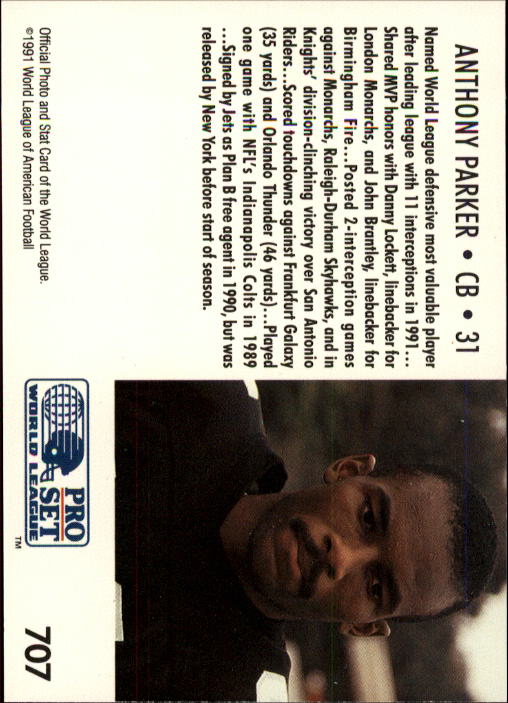 ANTHONY PARKER • CB • 31
Named World League defensive most valuable player
after leading league with 11 interceptions in 1991...
Shared MVP honors with Danny Lockett, linebacker for
London Monarchs, and John Brantley, linebacker for
Birmingham Fire...Posted 2-interception games
against Monarchs, Raleigh-Durham Skyhawks, and in
Knights' division-clinching victory over San Antonio
Riders...Scored touchdowns against Frankfurt Galaxy
(35 yards) and Orlando Thunder (46 yards)...Played
one game with NFL's Indianapolis Colts in 1989
...Signed by Jets as Plan B free agent in 1990, but was
released by New York before start of season.
Official Photo and Stat Card of the World League.
©1991 World League of American Football
PRO
SET
WORLD LEAGUE
TM
707